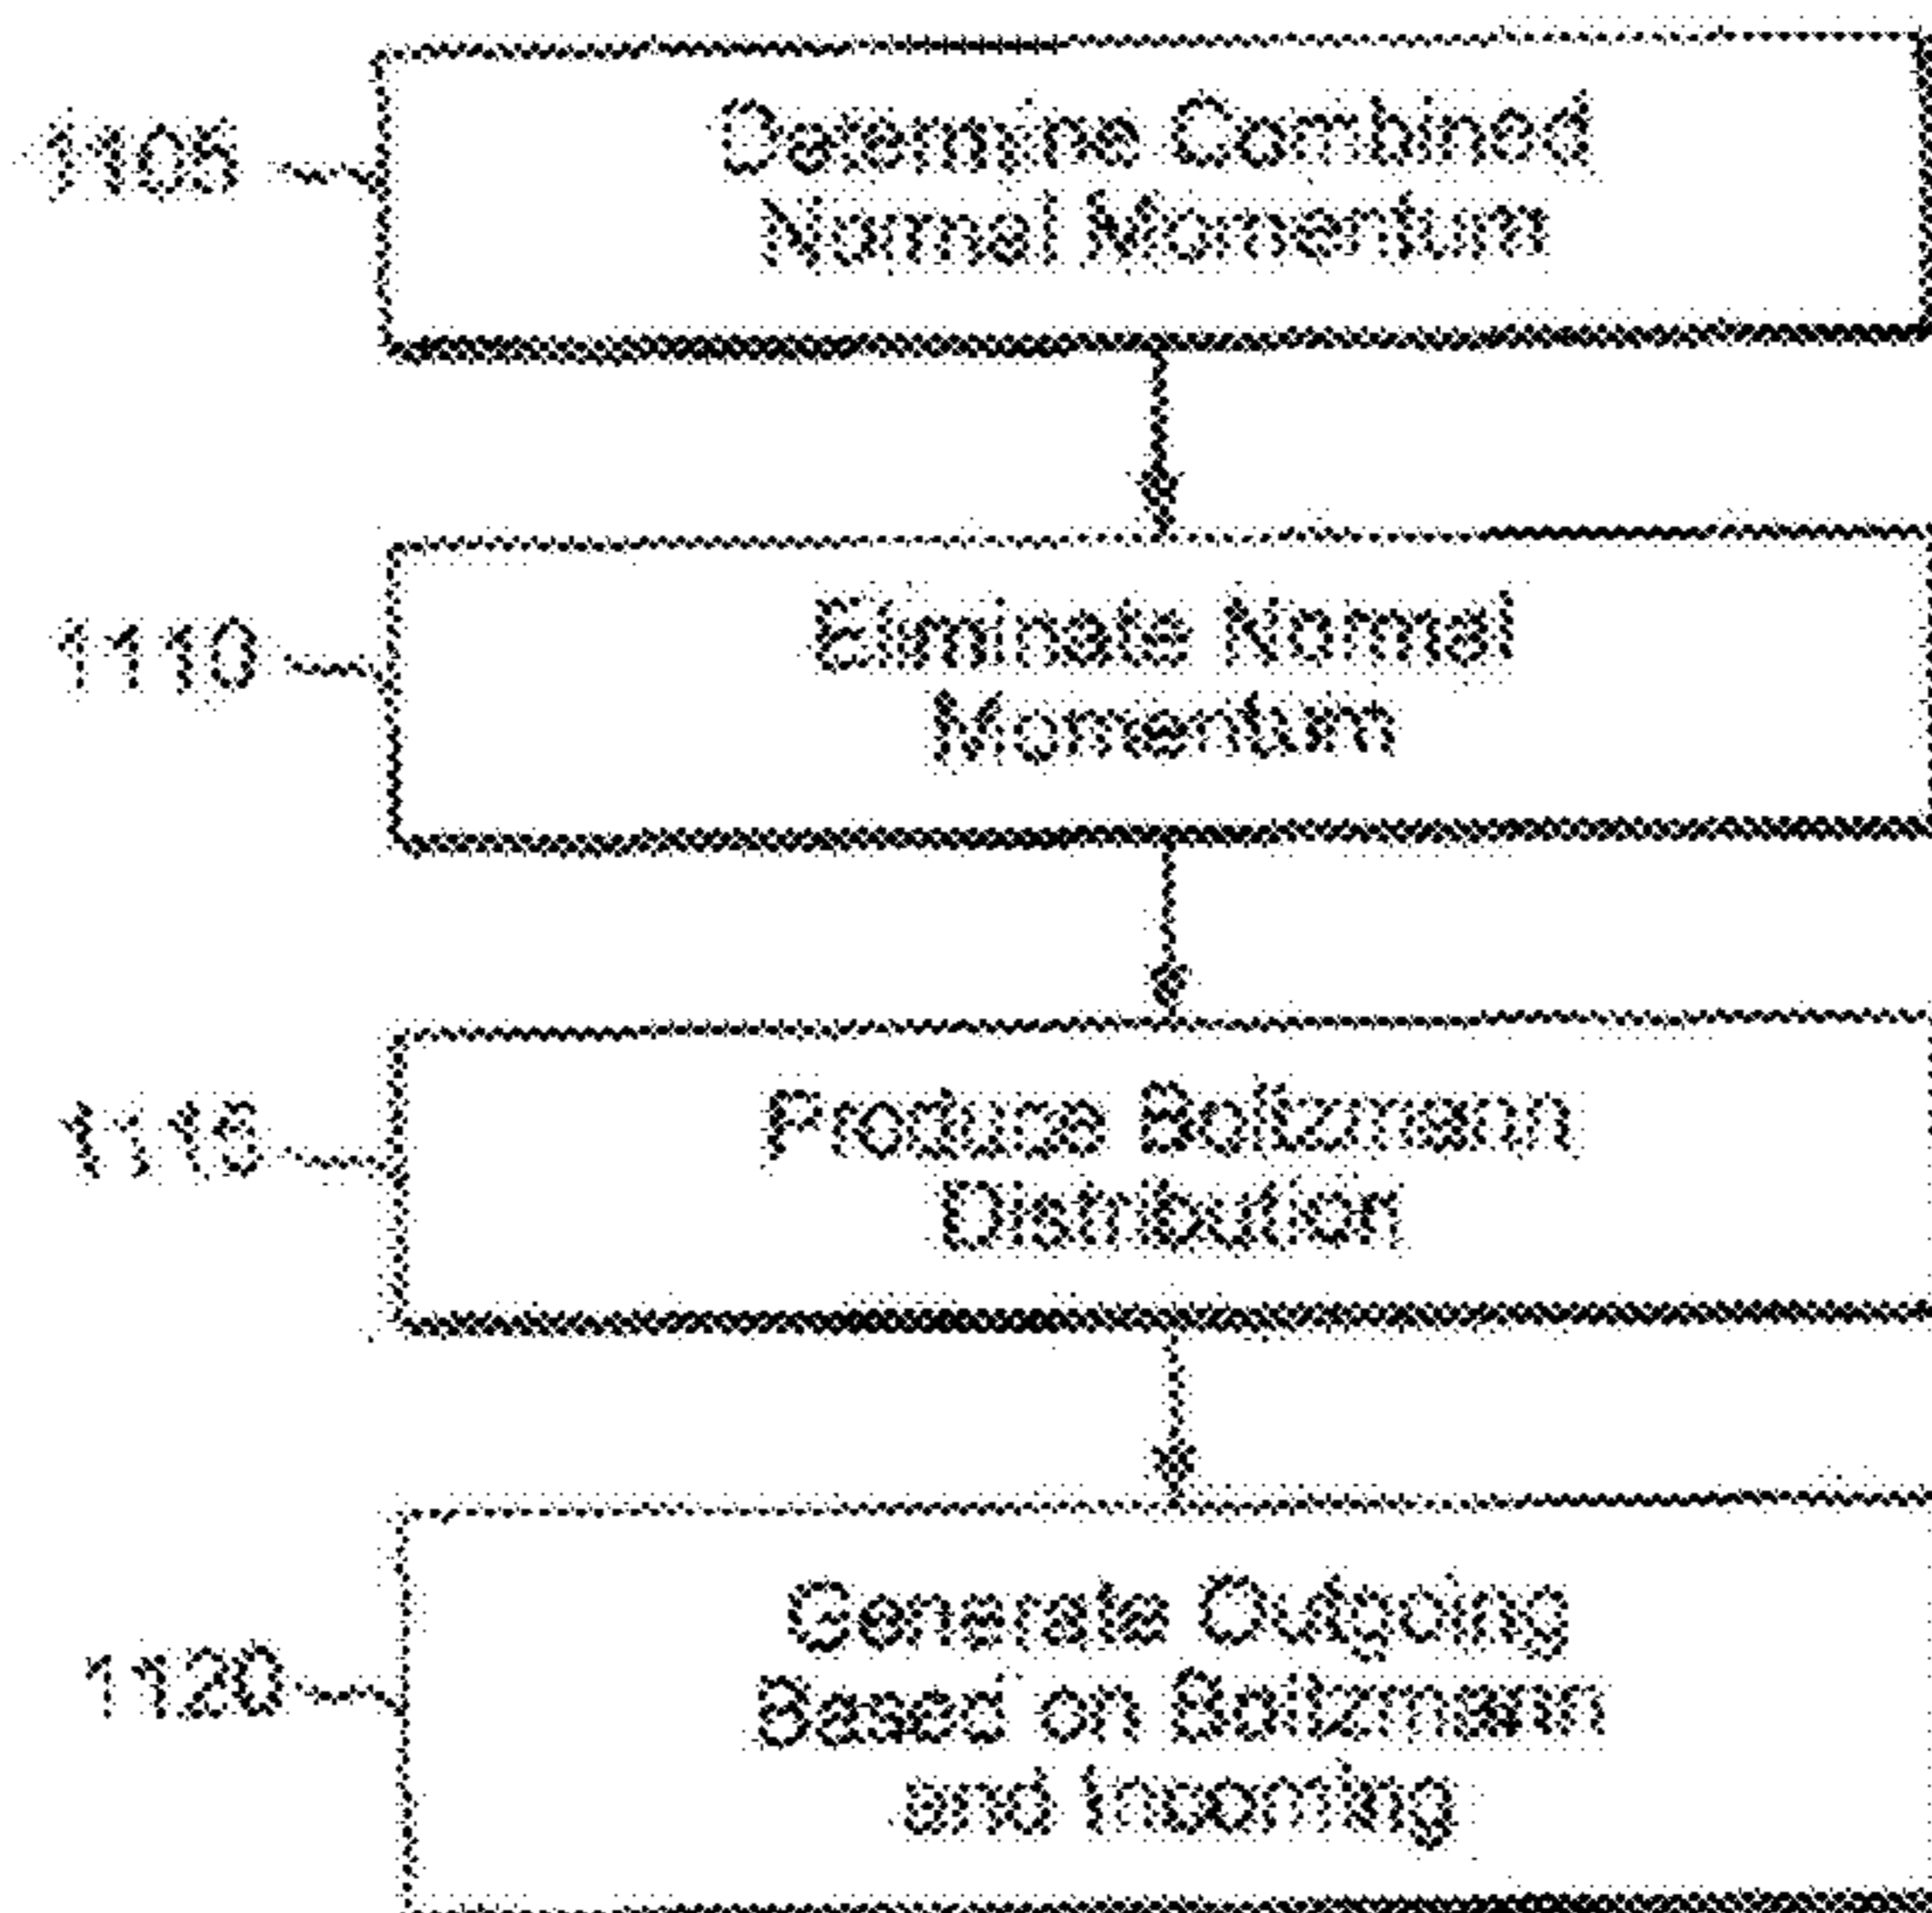 1105
Determine Combined
Normal Momentum
1110
Eliminate Normal
Momentum
1115
Produce Boltzmann
Distribution
1120
Generate Outgoing
Based on Boltzmann
and Incoming